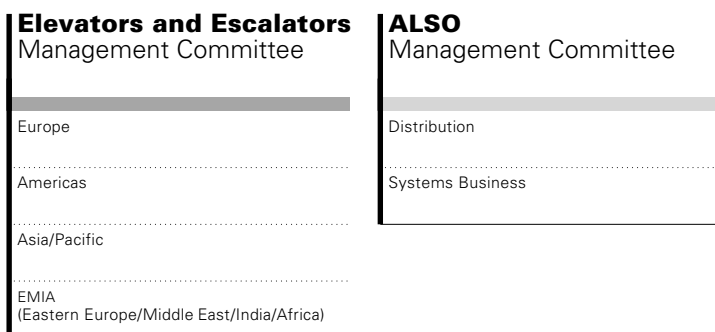 Elevators and Escalators
Management Committee
Europe
Americas
Asia/Pacific
EMIA
(Eastern Europe/Middle East/India/Africa)
ALSO
Management Committee
Distribution
Systems Business